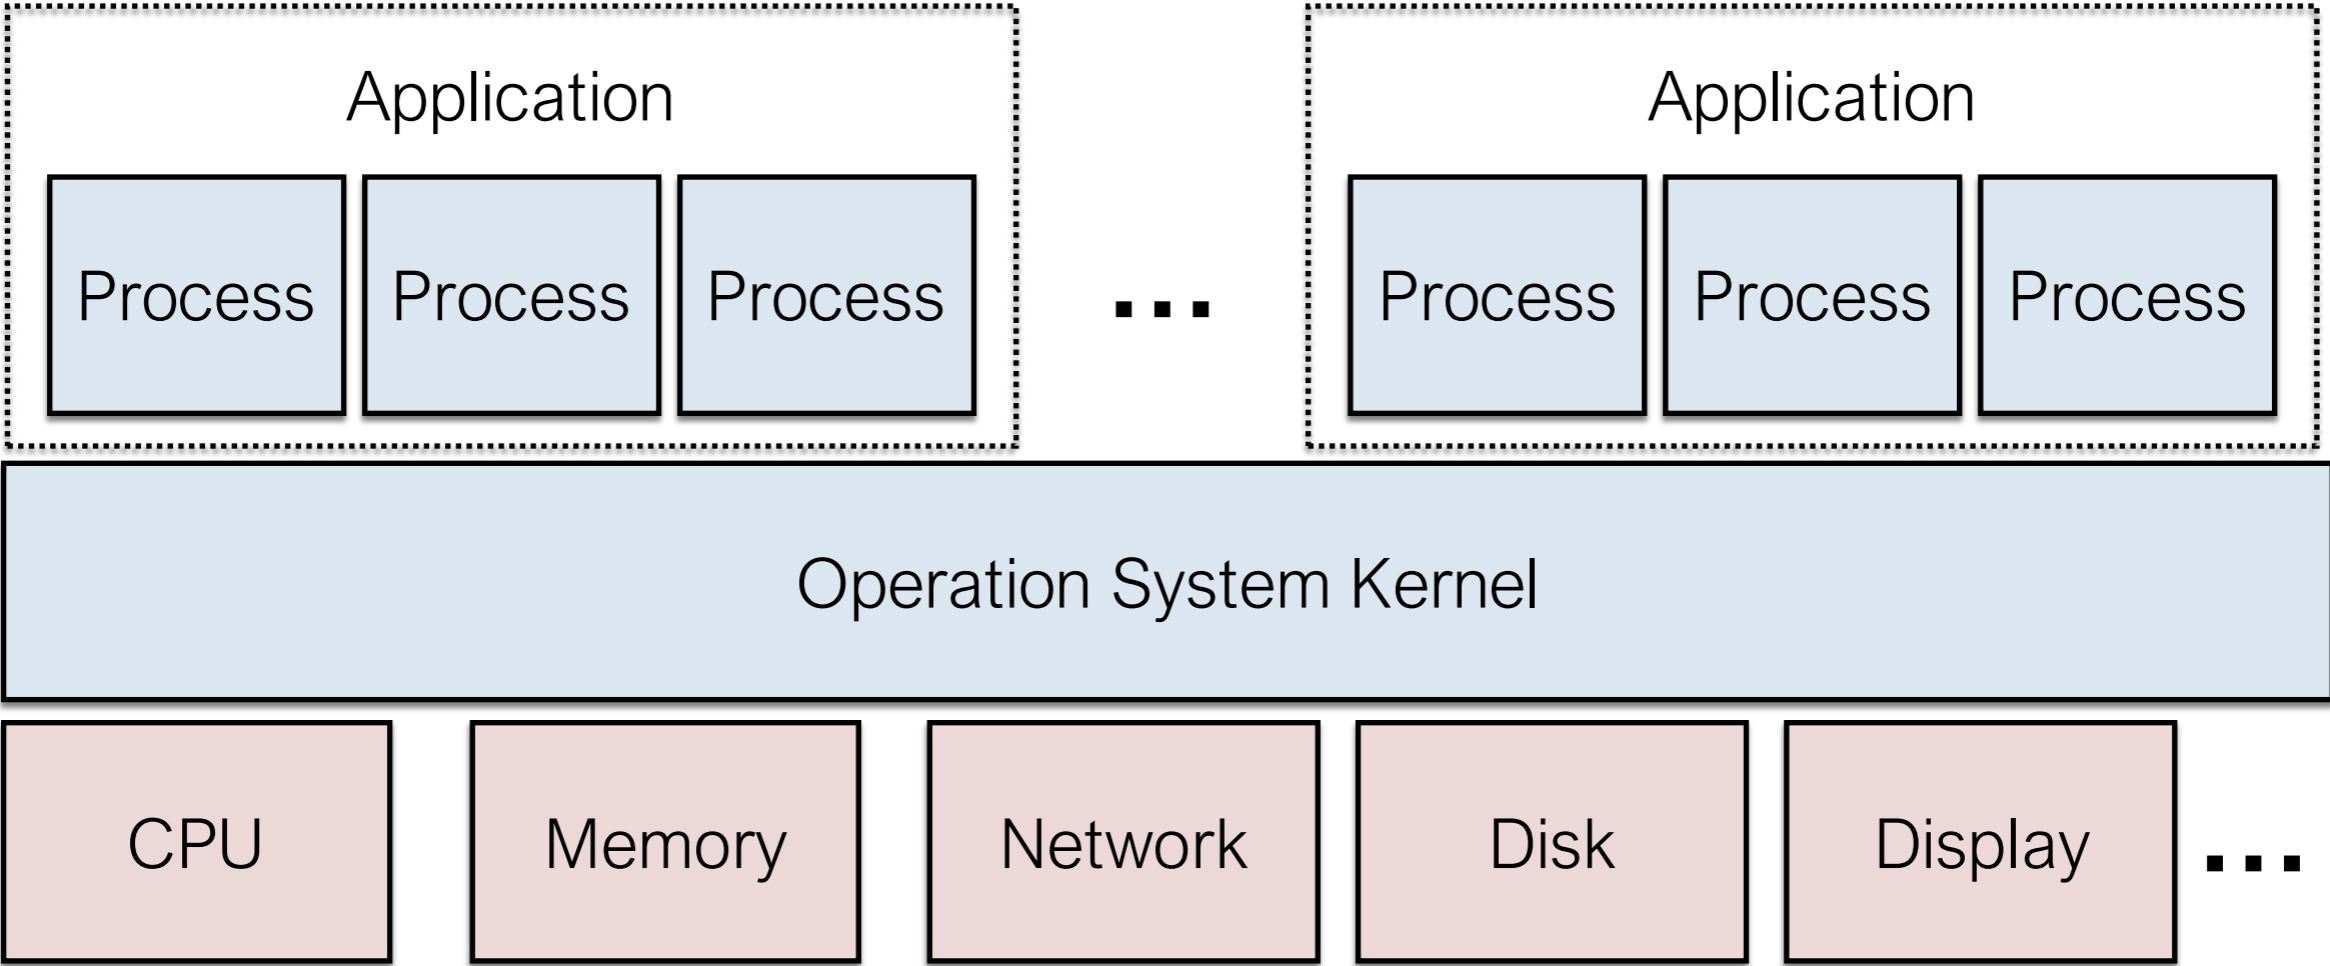 Application
Application
Process Process Process ... Process Process Process
Operation System Kernel
CPU Memory Network Disk Display ...